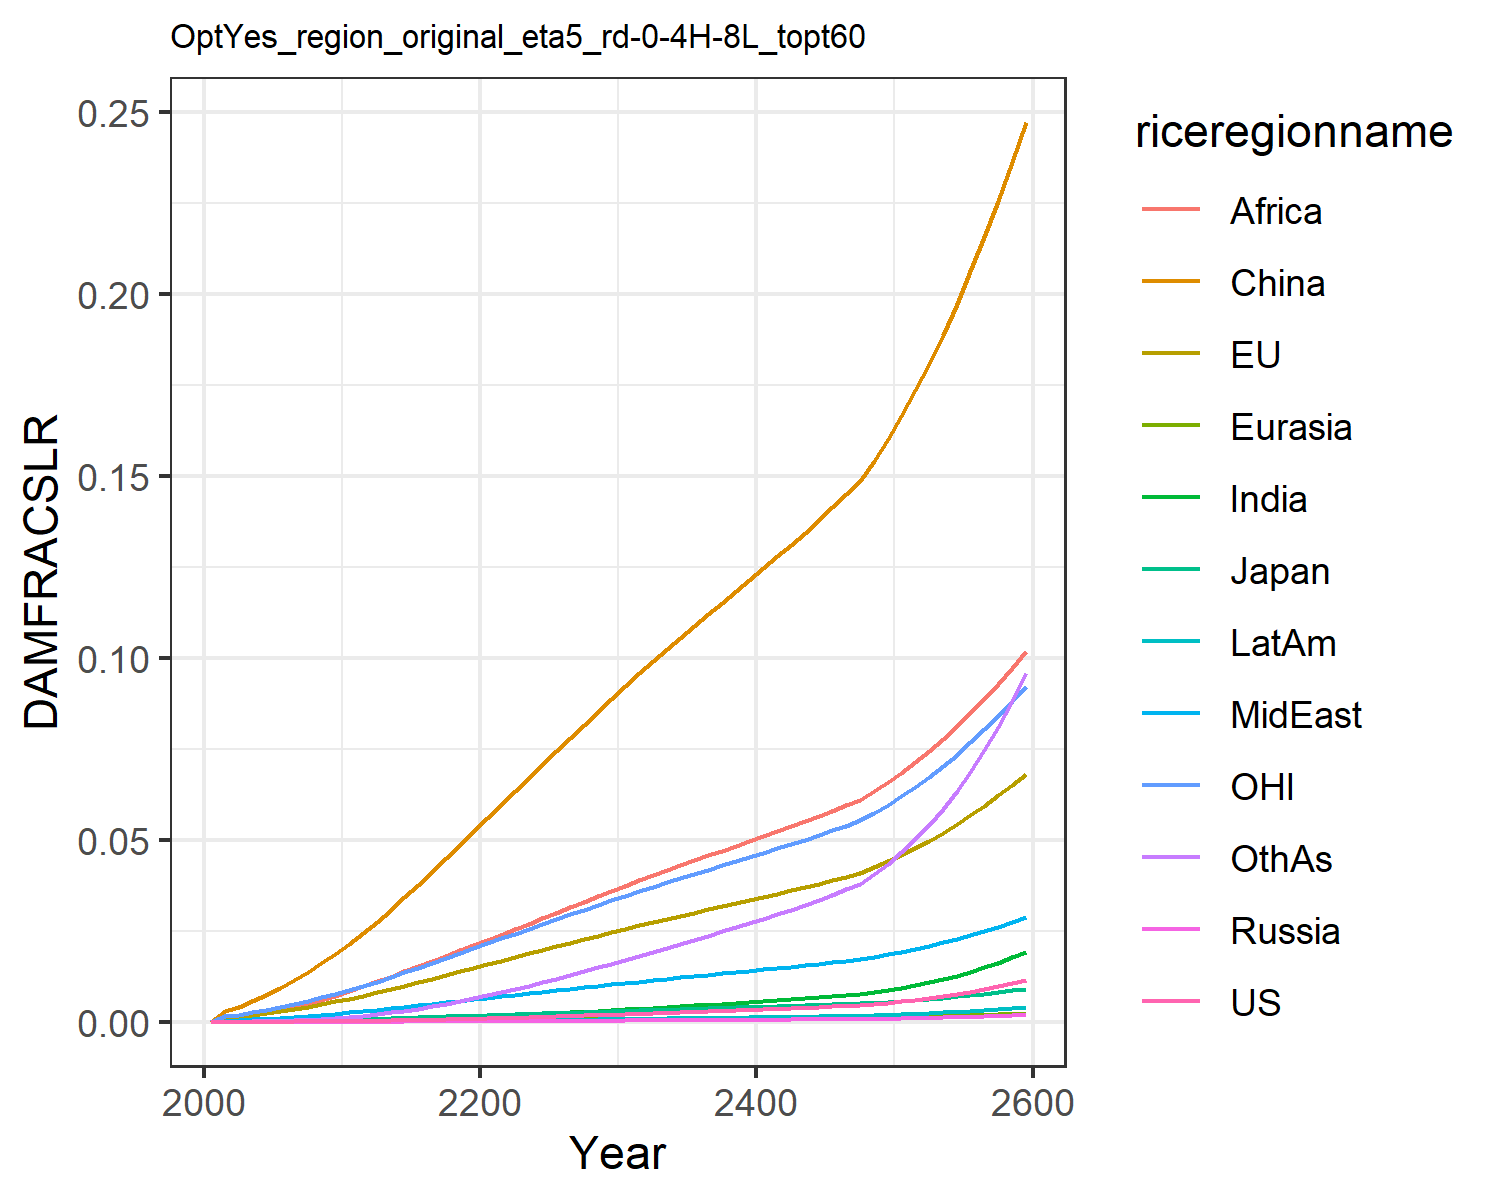 OptYes_region_original_eta5_rd-0-4H-8L_topt60
0.25
0.20
0.15
0.10
0.05
0.00
DAMFRACSLR
2000 2200 2400 2600
Year
riceregionname
Africa
China
EU
Eurasia
India
Japan
LatAm
MidEast
OHI
OthAs
Russia
US